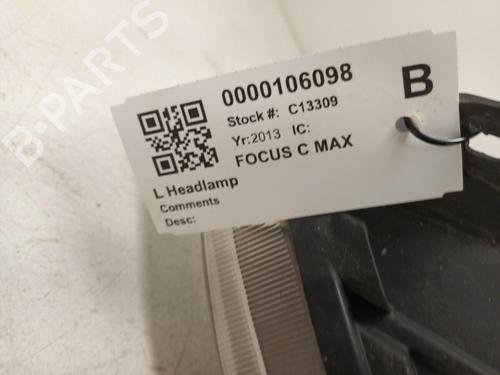 0000106098
B
Stock #: C13309
Yr:2013 IC:
FOCUS C MAX
L Headlamp
Comments
Desc:
B-PARTS